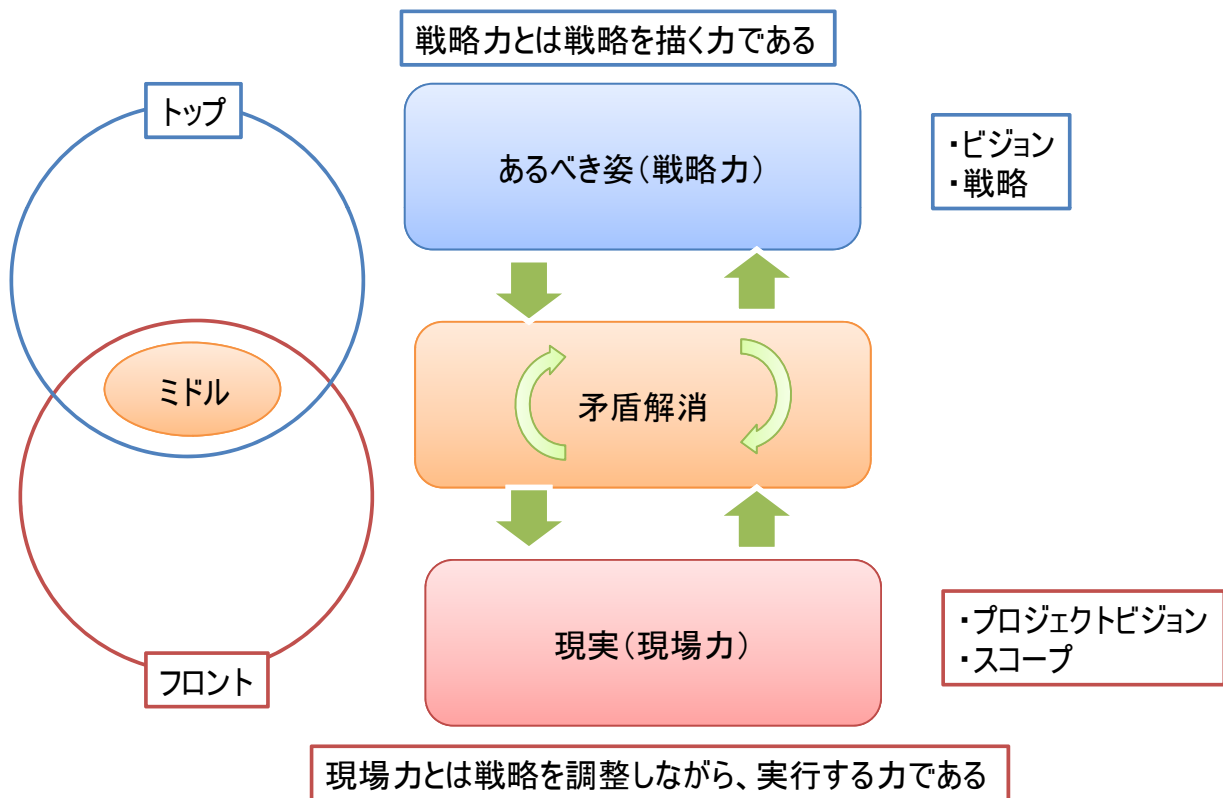 戦略力とは戦略を描く力である
トップ
あるべき姿(戦略力)
・ビジョン
・戦略
ミドル
矛盾解消
現実(現場力)
・プロジェクトビジョン
・スコープ
フロント
現場力とは戦略を調整しながら、実行する力である